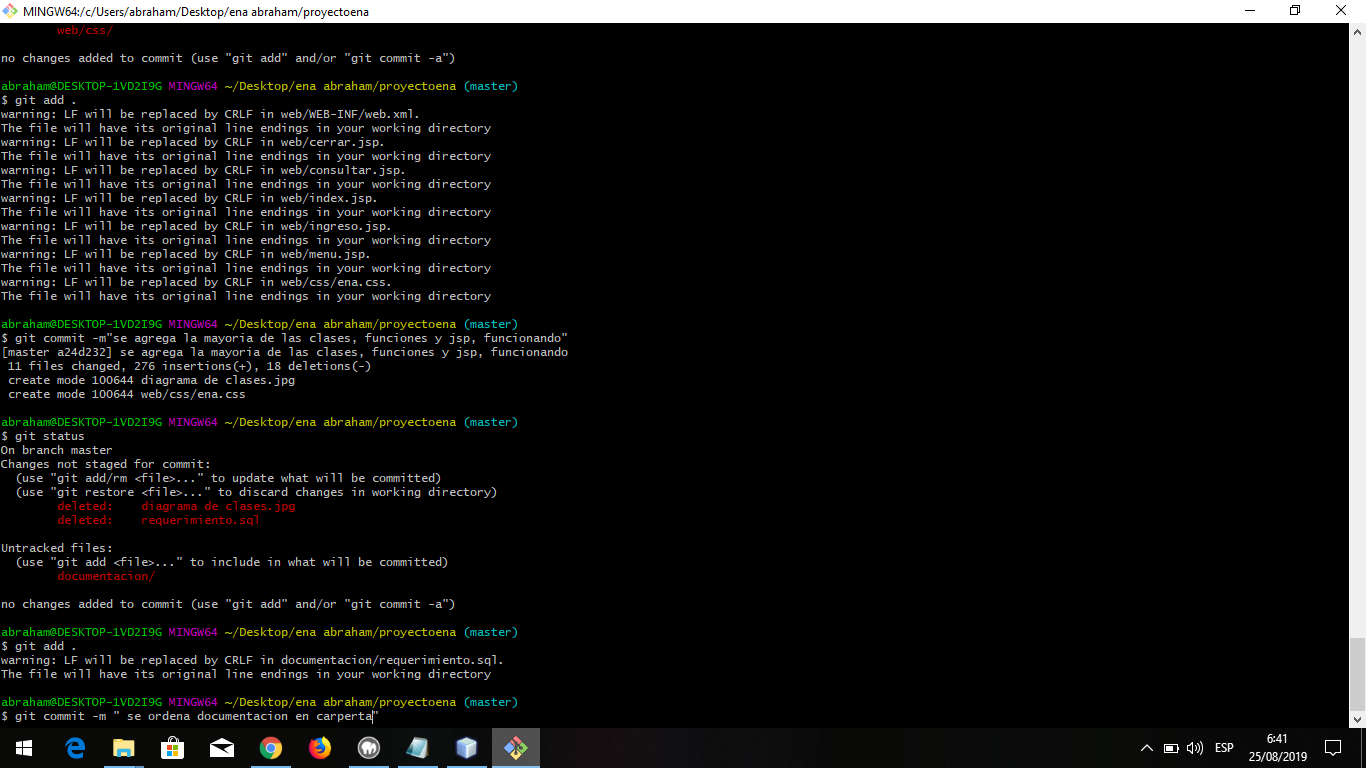 MINGW64:/c/Users/abraham/Desktop/ena abraham/proyectoena
web/css/
no changes added to commit (use "git add" and/or "git commit -a")
abraham@DESKTOP-1VD2I9G MINGW64 ~/Desktop/ena abraham/proyectoena (master)
$ git add .
warning: LF will be replaced by CRLF in web/WEB-INF/web.xml.
The file will have its original line endings in your working directory
warning: LF will be replaced by CRLF in web/cerrar.jsp.
The file will have its original line endings in your working directory
warning: LF will be replaced by CRLF in web/consultar.jsp.
The file will have its original line endings in your working directory
warning: LF will be replaced by CRLF in web/index.jsp.
The file will have its original line endings in your working directory
warning: LF will be replaced by CRLF in web/ingreso.jsp.
The file will have its original line endings in your working directory
warning: LF will be replaced by CRLF in web/menu.jsp.
The file will have its original line endings in your working directory
warning: LF will be replaced by CRLF in web/css/ena.css.
The file will have its original line endings in your working directory
abraham@DESKTOP-1VD2I9G MINGW64 ~/Desktop/ena abraham/proyectoena (master)
$ git commit -m"se agrega la mayoria de las clases, funciones y jsp, funcionando"
[master a24d232] se agrega la mayoria de las clases, funciones y jsp, funcionando
11 files changed, 276 insertions(+), 18 deletions(-)
create mode 100644 diagrama de clases.jpg
create mode 100644 web/css/ena.css
abraham@DESKTOP-1VD2I9G MINGW64 ~/Desktop/ena abraham/proyectoena (master)
$ git status
On branch master
Changes not staged for commit:
(use "git add/rm <file>..." to update what will be committed)
(use "git restore <file>..." to discard changes in working directory)
deleted: diagrama de clases.jpg
deleted: requerimiento.sql
Untracked files:
(use "git add <file>..." to include in what will be committed)
documentacion/
no changes added to commit (use "git add" and/or "git commit -a")
abraham@DESKTOP-1VD2I9G MINGW64 ~/Desktop/ena abraham/proyectoena (master)
$ git add .
warning: LF will be replaced by CRLF in documentacion/requerimiento.sql.
The file will have its original line endings in your working directory
abraham@DESKTOP-1VD2I9G MINGW64 ~/Desktop/ena abraham/proyectoena (master)
$ git commit -m " se ordena documentacion en carperta"
ESP
6:41
25/08/2019